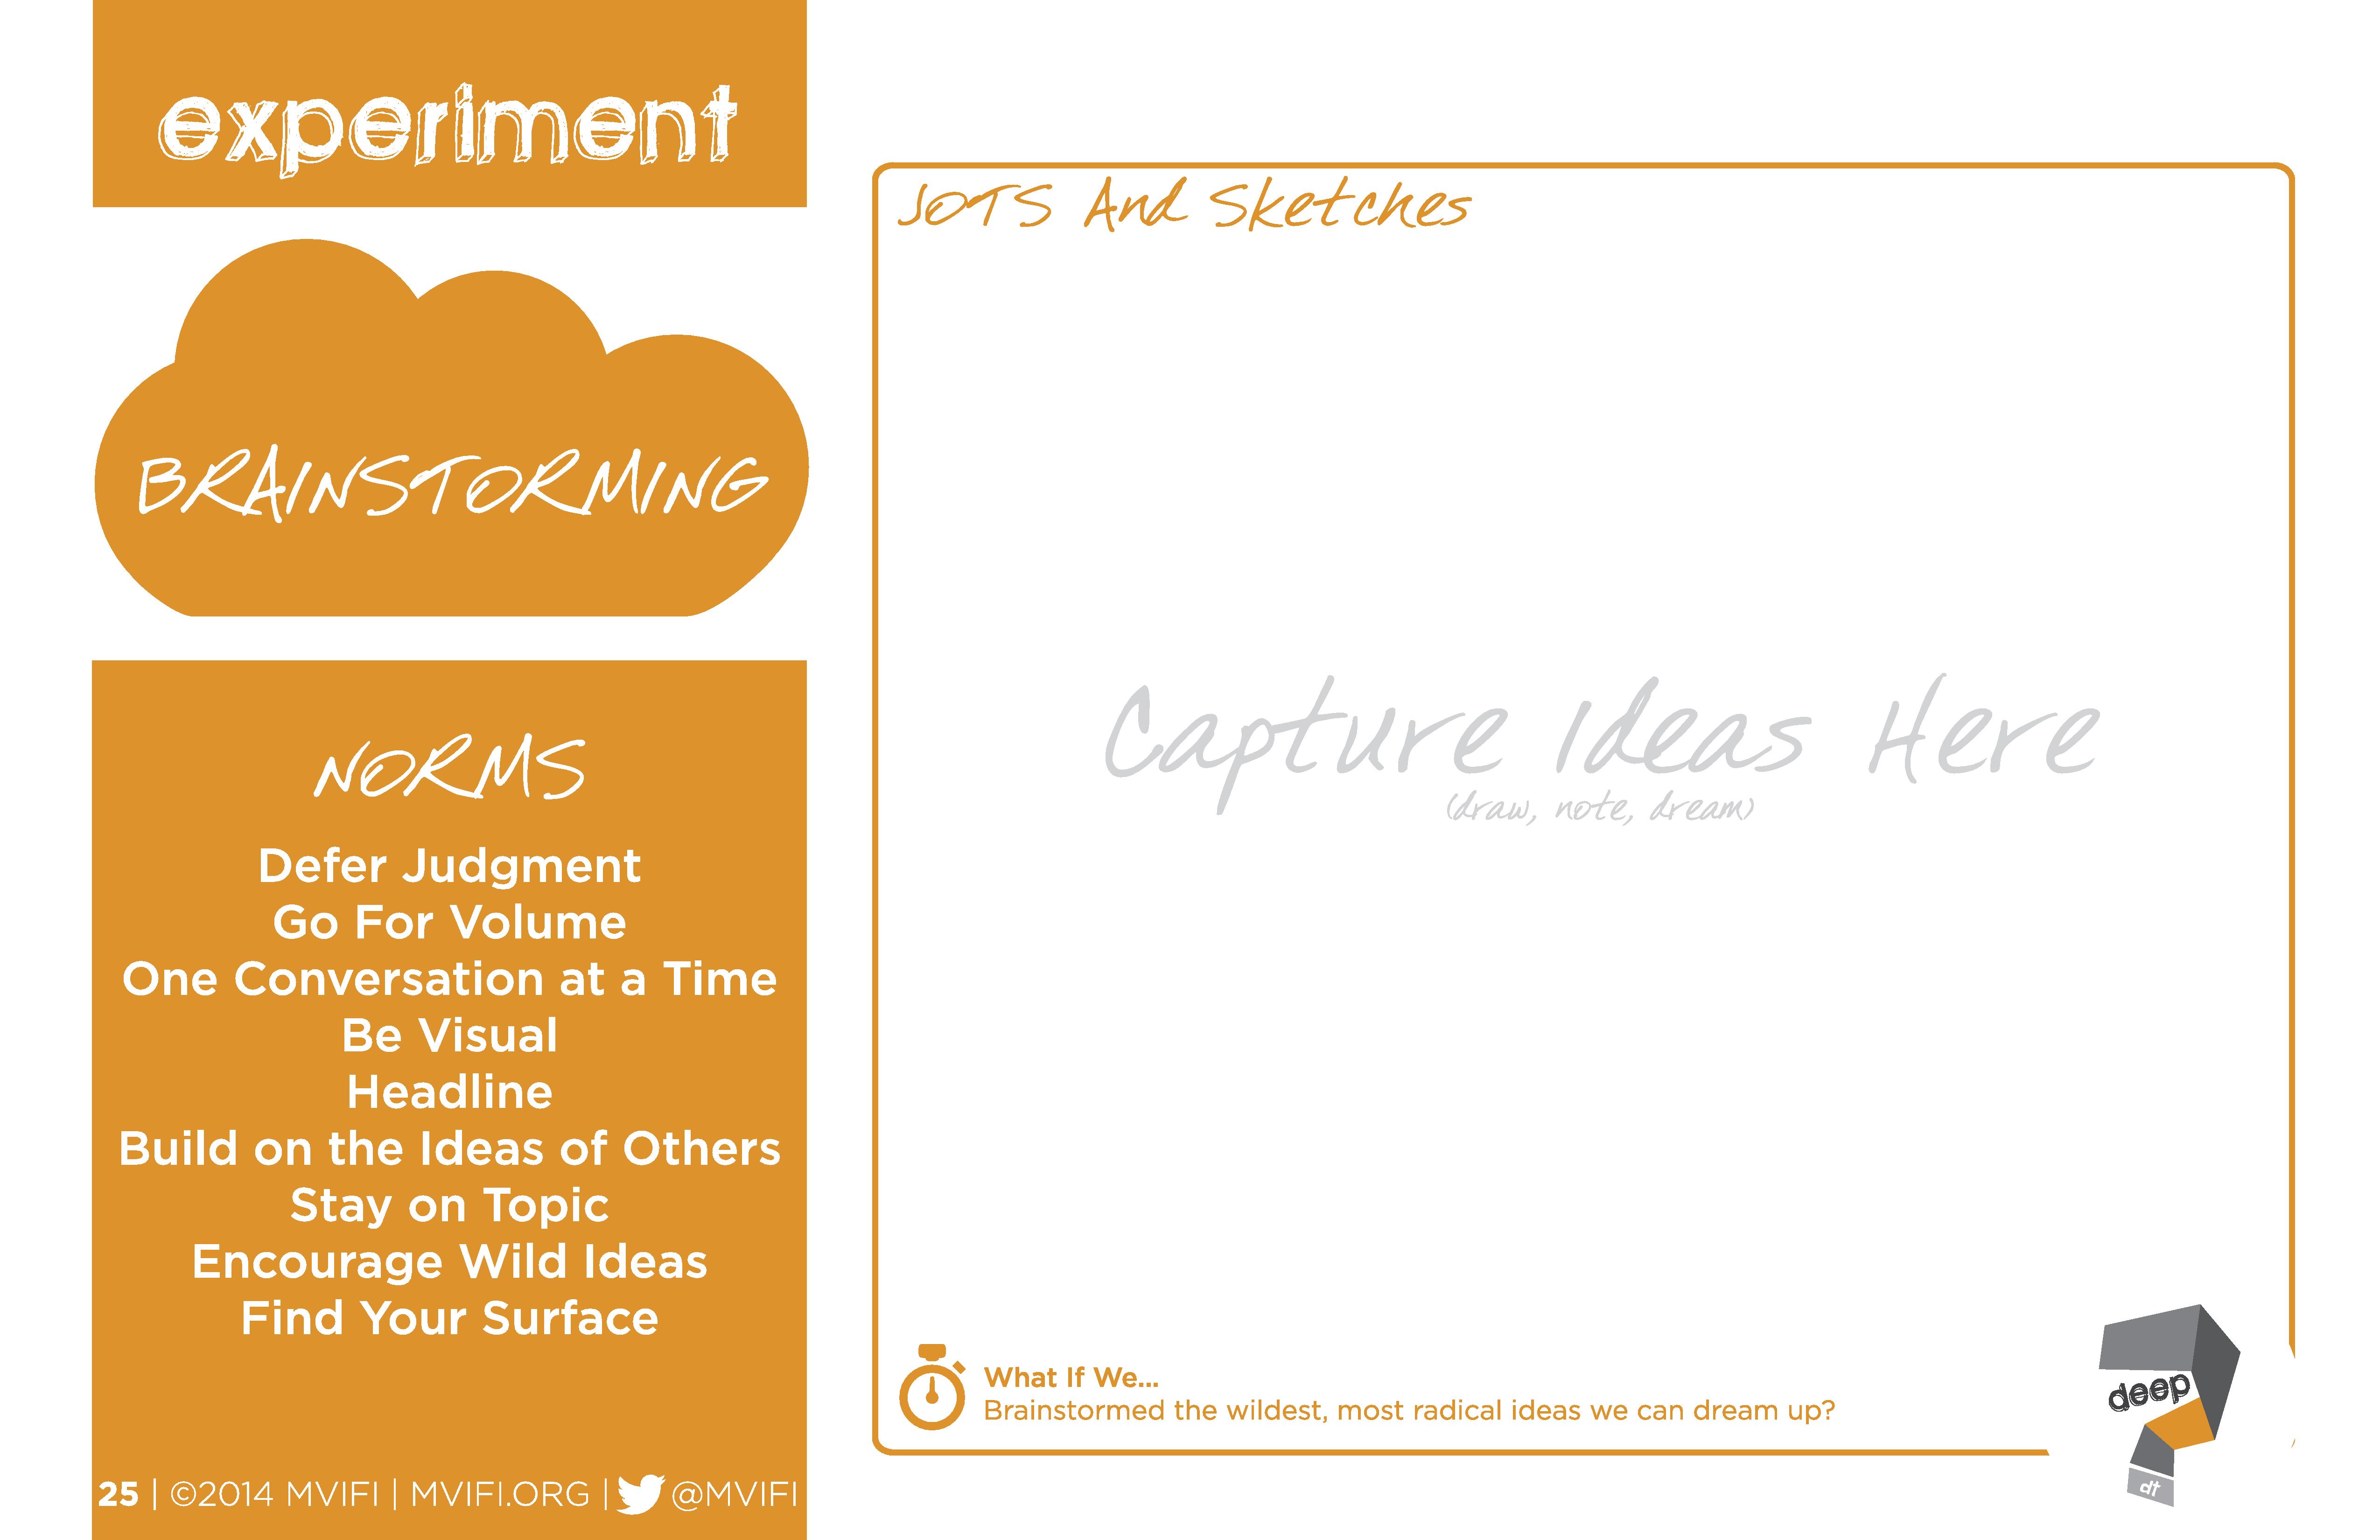 experiment
BRAINSTORMING
NORMS
Defer Judgment
Go For Volume
One Conversation at a Time
Be Visual
Headline
Build on the Ideas of Others
Stay on Topic
Encourage Wild Ideas
Find Your Surface
25 | ©2014 MVIFI | MVIFI.ORG | @MVIFI
JOTS And Sketches
Capture Ideas Here
(draw, note, dream)
What If We...
Brainstormed the wildest, most radical ideas we can dream up?
deep
dt